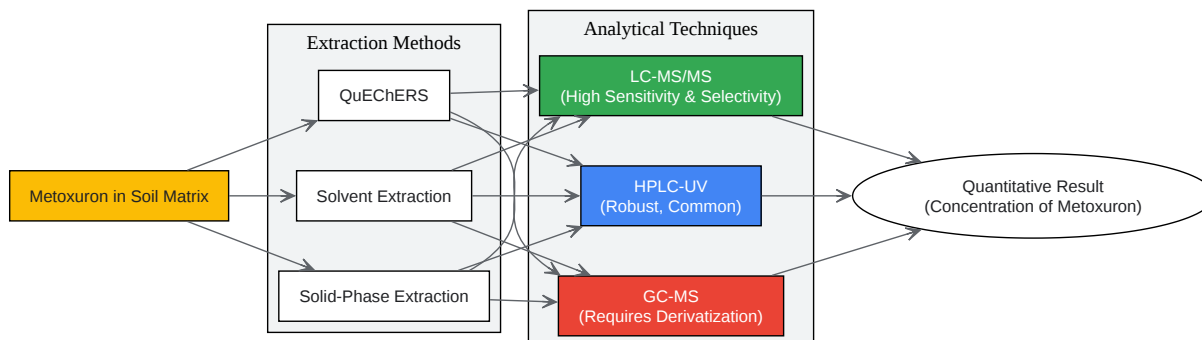 Metoxuron in Soil Matrix
Extraction Methods
QuEChERS
Solvent Extraction
Solid-Phase Extraction
Analytical Techniques
LC-MS/MS
(High Sensitivity & Selectivity)
HPLC-UV
(Robust, Common)
GC-MS
(Requires Derivatization)
Quantitative Result
(Concentration of Metoxuron)